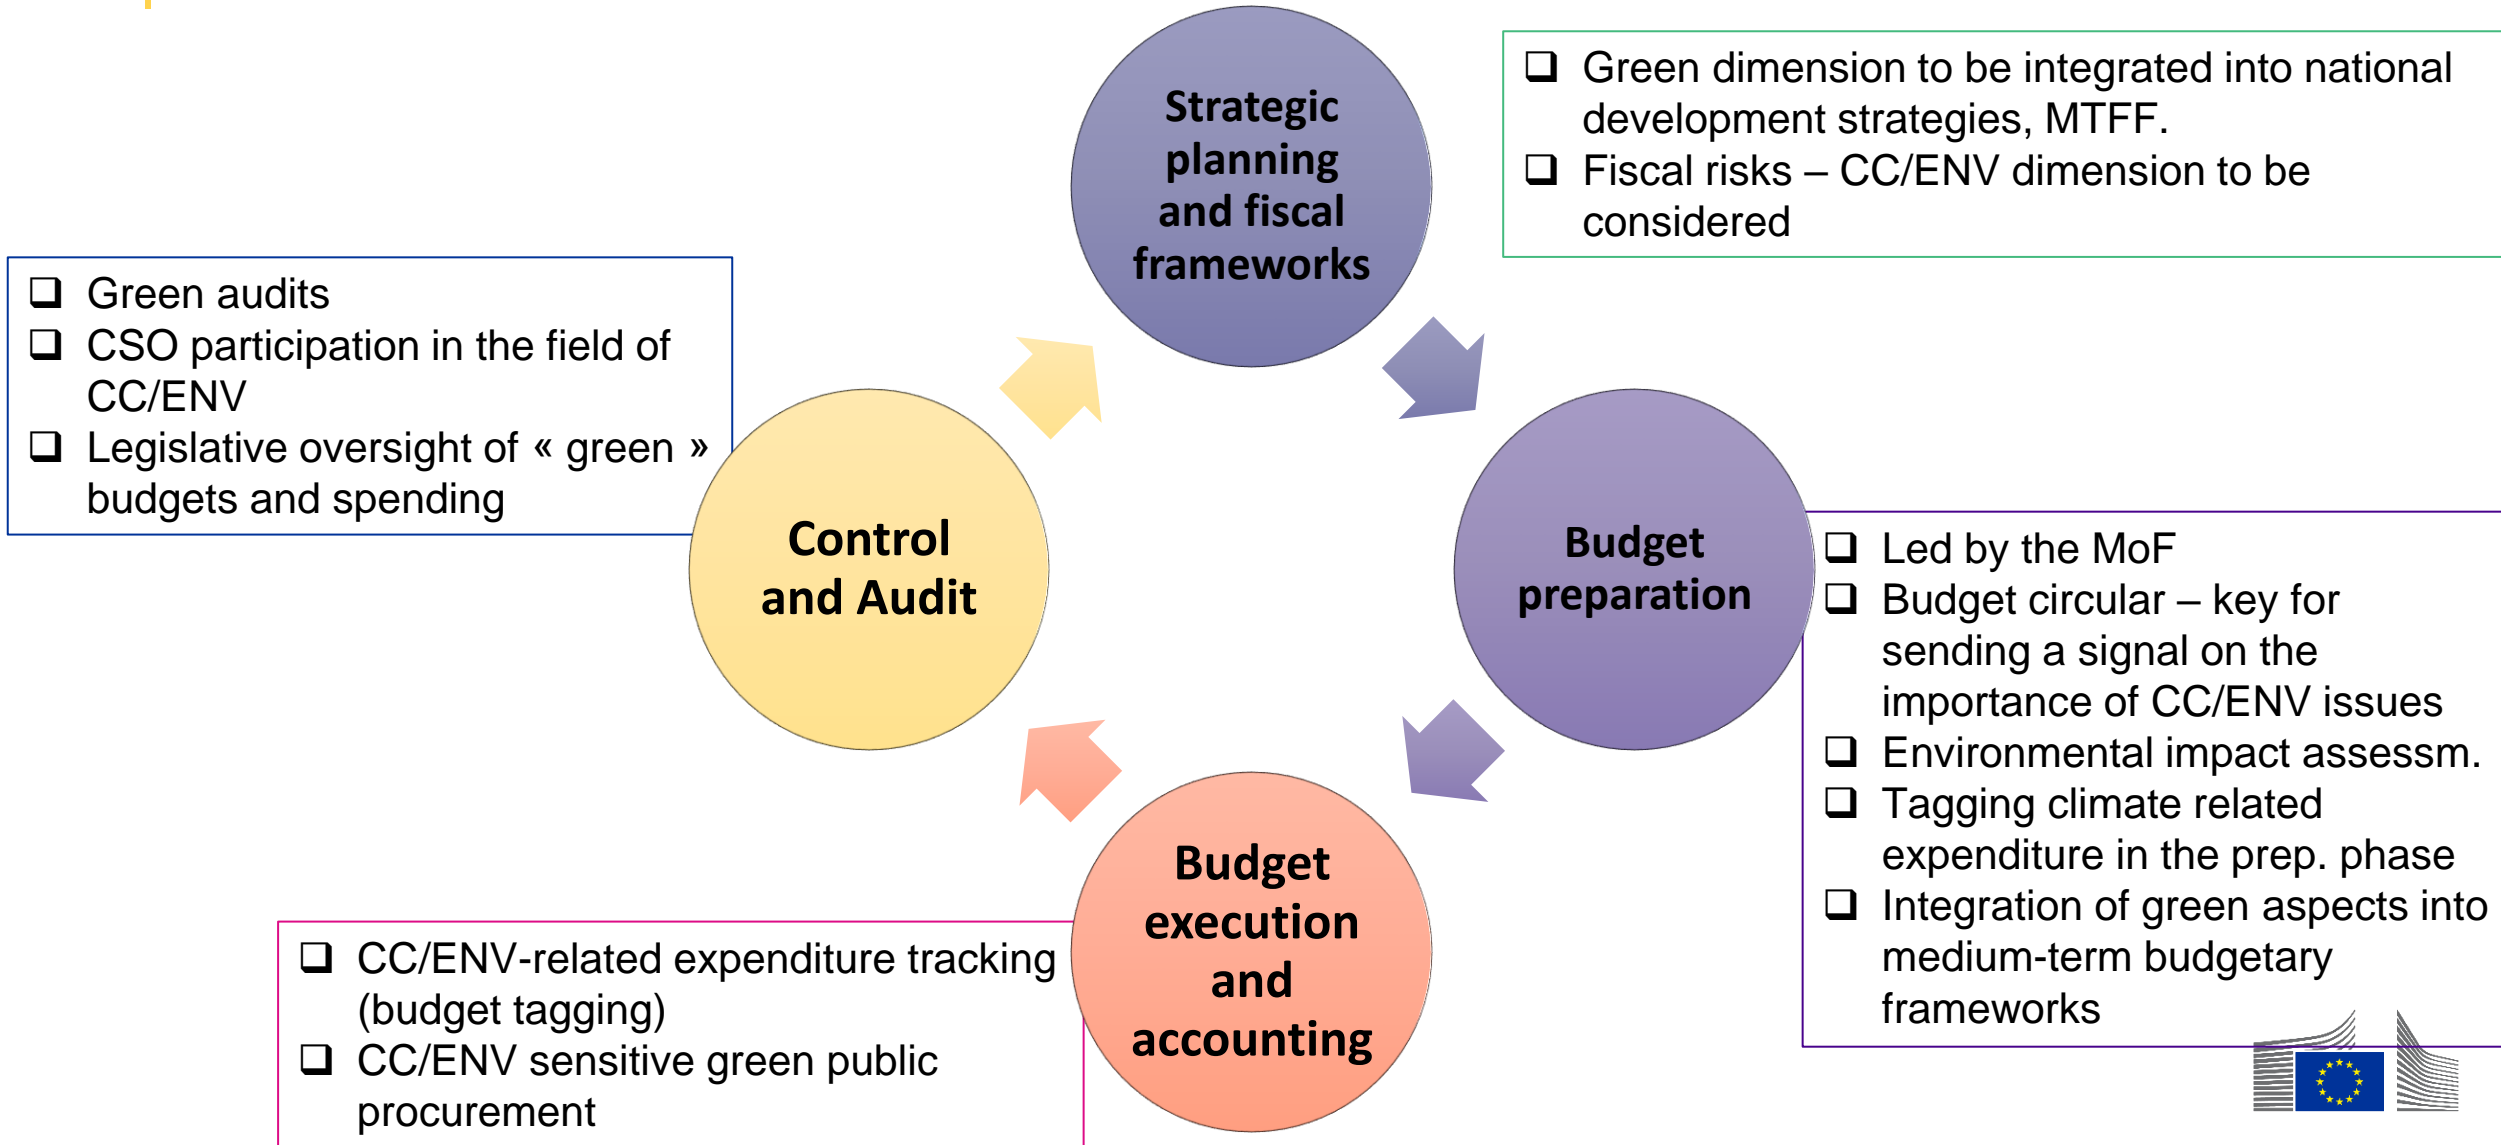 Strategic
planning
and fiscal
frameworks
❑ Green dimension to be integrated into national
development strategies, MTFF.
❑ Fiscal risks – CC/ENV dimension to be
considered
❑ Green audits
❑ CSO participation in the field of
CC/ENV
❑ Legislative oversight of « green »
budgets and spending
Control
and Audit
Budget
preparation
❑ Led by the MoF
❑ Budget circular – key for
sending a signal on the
importance of CC/ENV issues
❑ Environmental impact assessm.
❑ Tagging climate related
expenditure in the prep. phase
❑ Integration of green aspects into
medium-term budgetary
frameworks
Budget
execution
and
accounting
❑ CC/ENV-related expenditure tracking
(budget tagging)
❑ CC/ENV sensitive green public
procurement